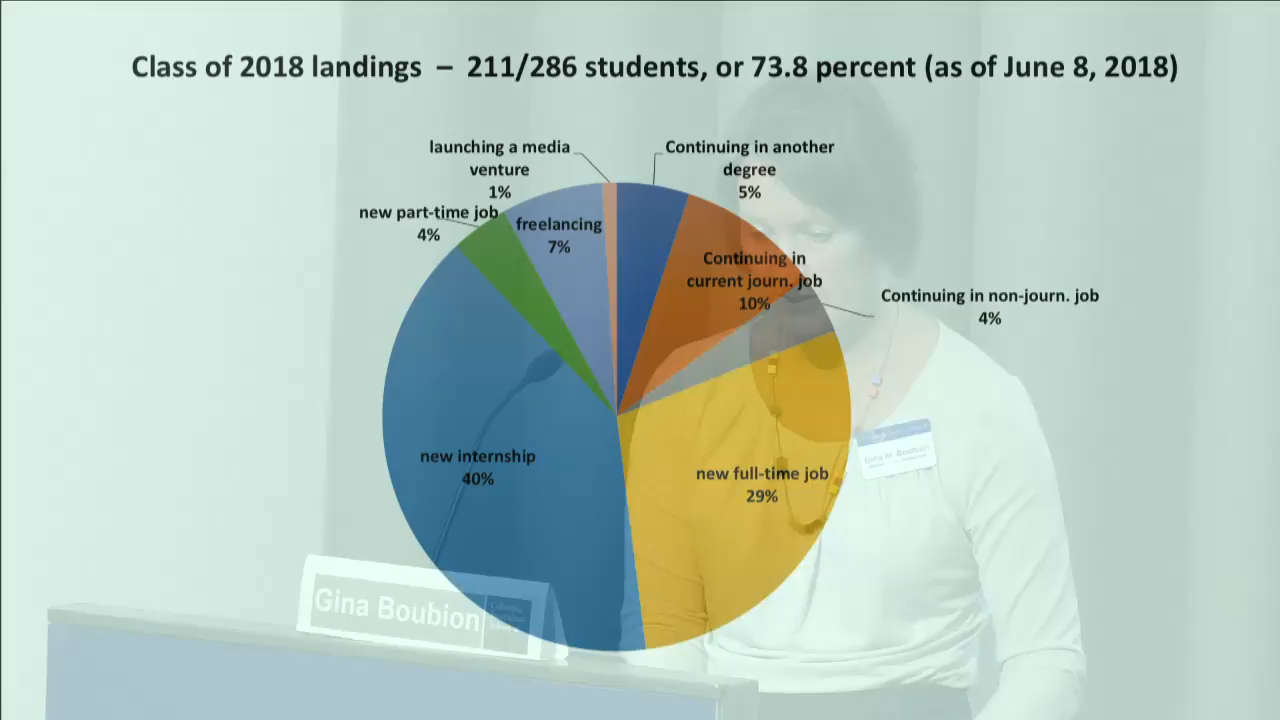 Class of 2018 landings – 211/286 students, or 73.8 percent (as of June 8, 2018)
launching a media
venture
1%
Continuing in another
degree
5%
new part-time job
4%
freelancing
7%
Continuing in
current journ. job
10%
Continuing in non-journ. job
4%
new internship
40%
new full-time job
29%
Gina M. Boubion
Gina Boubion